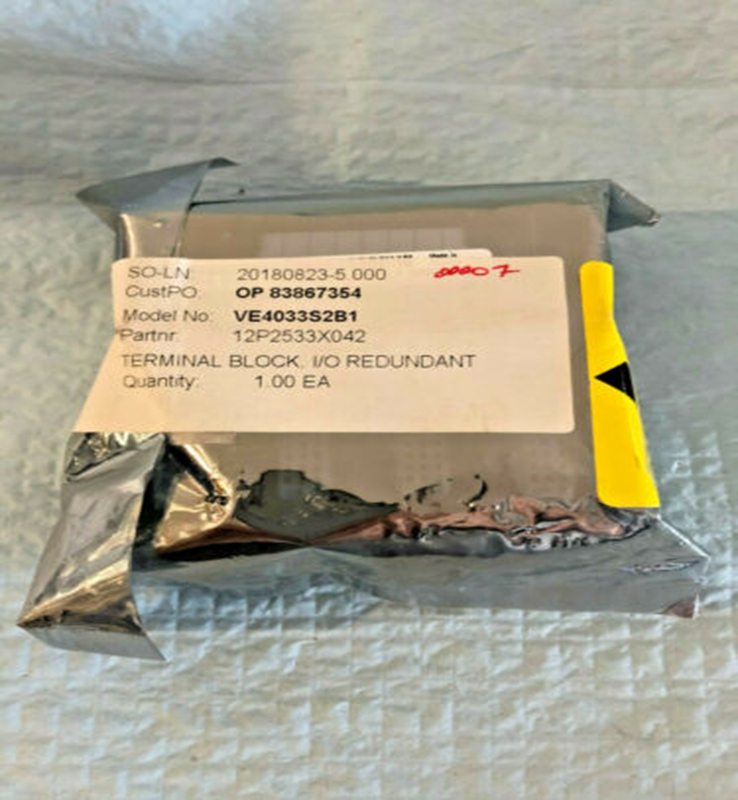 SO-LN 20180823-5.000
CustPO: OP 83867354
Model No: VE4033S2B1
Partnr: 12P2533X042
TERMINAL BLOCK, I/O REDUNDANT
Quantity: 1.00 EA